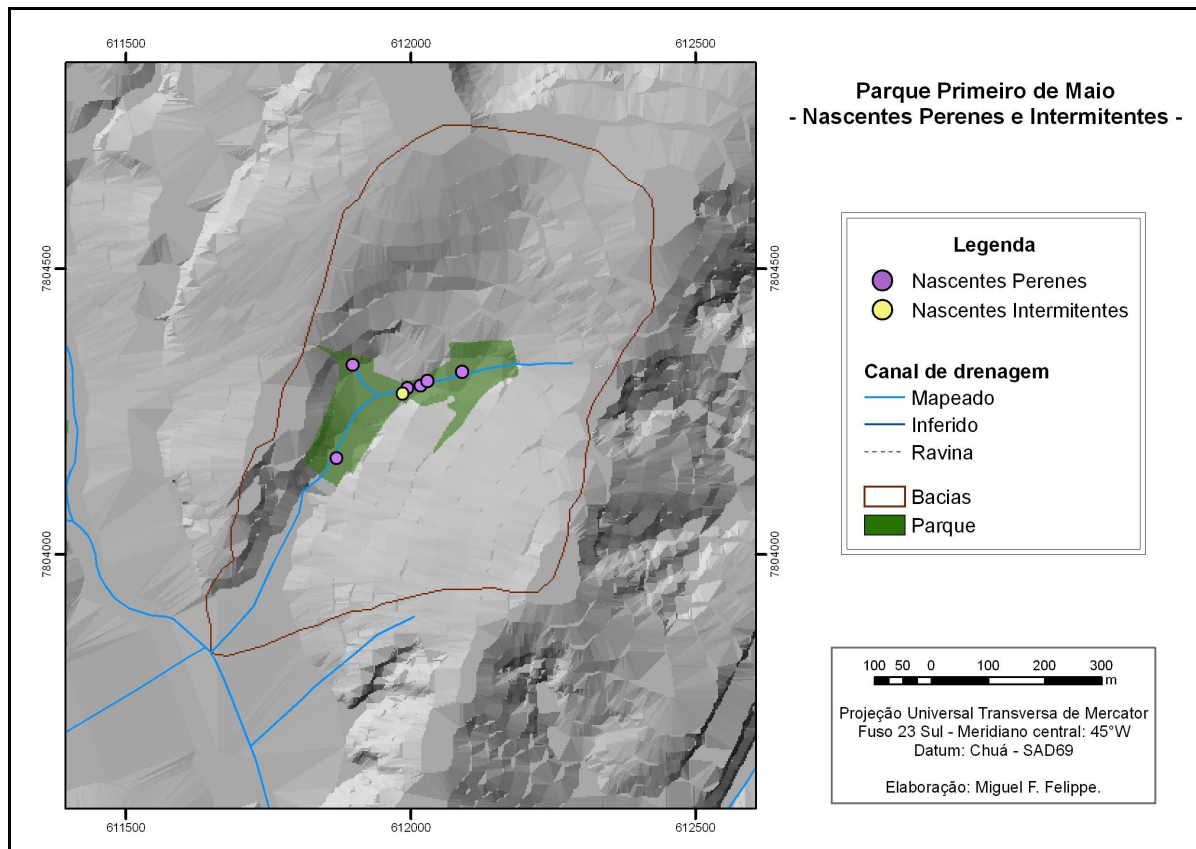 611500
612000
612500
7804500
7804000
7804500
7804000
611500
612000
612500
Parque Primeiro de Maio
- Nascentes Perenes e Intermitentes -
Legenda
Nascentes Perenes
Nascentes Intermitentes
Canal de drenagem
Mapeado
Inferido
Ravina
Bacias
Parque
100 50 0 100 200 300
m
Projeção Universal Transversa de Mercator
Fuso 23 Sul - Meridiano central: 45°W
Datum: Chuá - SAD69
Elaboração: Miguel F. Felippe.